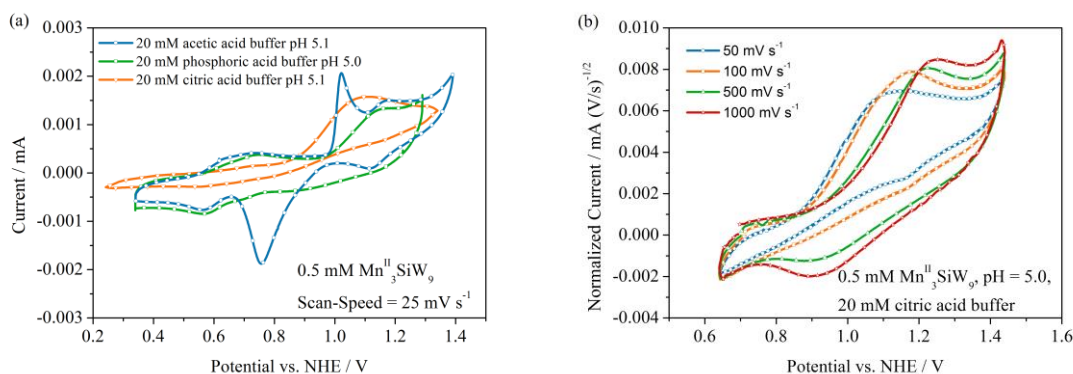 (a)
0.003
0.002
0.001
0.000
-0.001
-0.002
-0.003
Current / mA
20 mM acetic acid buffer pH 5.1
20 mM phosphoric acid buffer pH 5.0
20 mM citric acid buffer pH 5.1
0.5 mM Mn^II_3SiW_9
Scan-Speed = 25 mV s^-1
0.2 0.4 0.6 0.8 1.0 1.2 1.4
Potential vs. NHE / V
(b)
0.010
0.008
0.006
0.004
0.002
0.000
-0.002
-0.004
Normalized Current / mA (V/s)^-1/2
50 mV s^-1
100 mV s^-1
500 mV s^-1
1000 mV s^-1
0.5 mM Mn^II_3SiW_9, pH = 5.0,
20 mM citric acid buffer
0.6 0.8 1.0 1.2 1.4 1.6
Potential vs. NHE / V